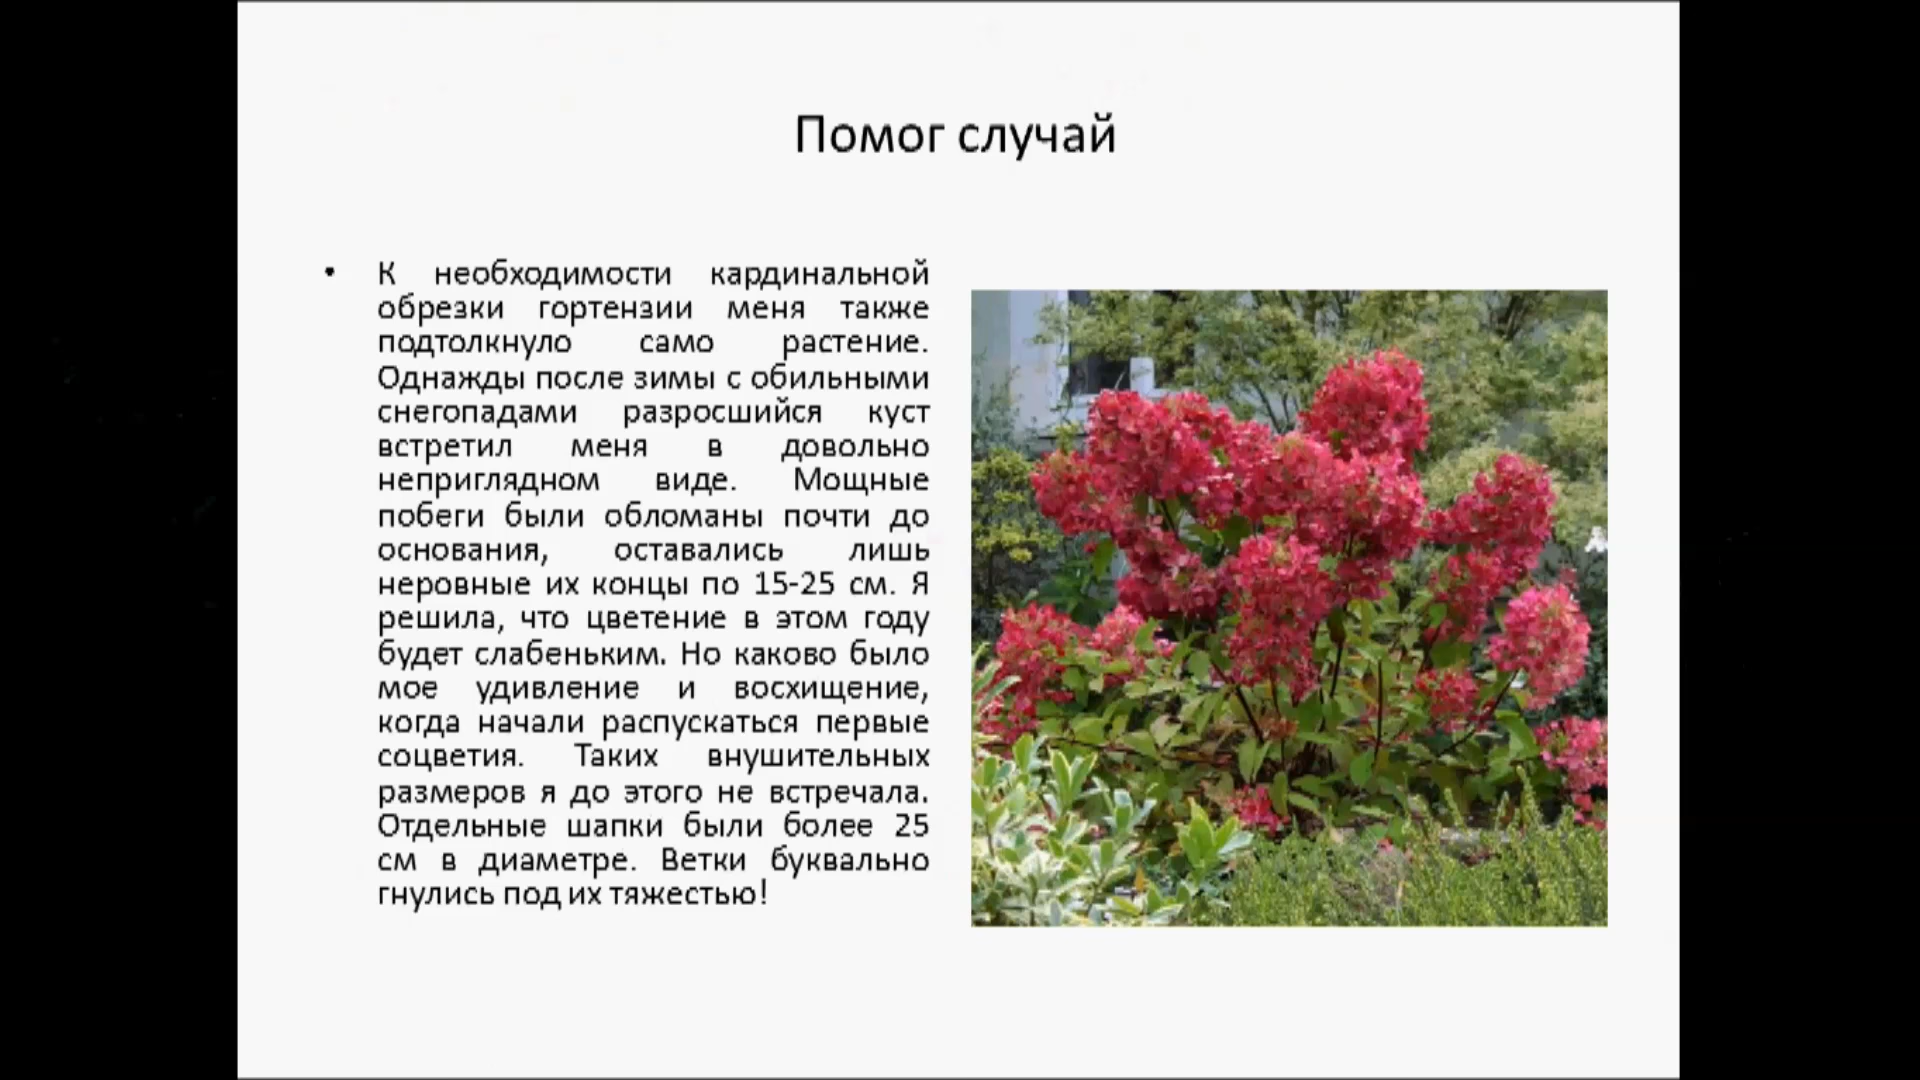 Помог случай
• К необходимости кардинальной
обрезки гортензии меня также
подтолкнуло само растение.
Однажды после зимы с обильными
снегопадами разросшийся куст
встретил меня в довольно
неприглядном виде. Мощные
побеги были обломаны почти до
основания, оставались лишь
неровные их концы по 15-25 см. Я
решила, что цветение в этом году
будет слабеньким. Но каково было
мое удивление и восхищение,
когда начали распускаться первые
соцветия. Таких внушительных
размеров я до этого не встречала.
Отдельные шапки были более 25
см в диаметре. Ветки буквально
гнулись под их тяжестью!